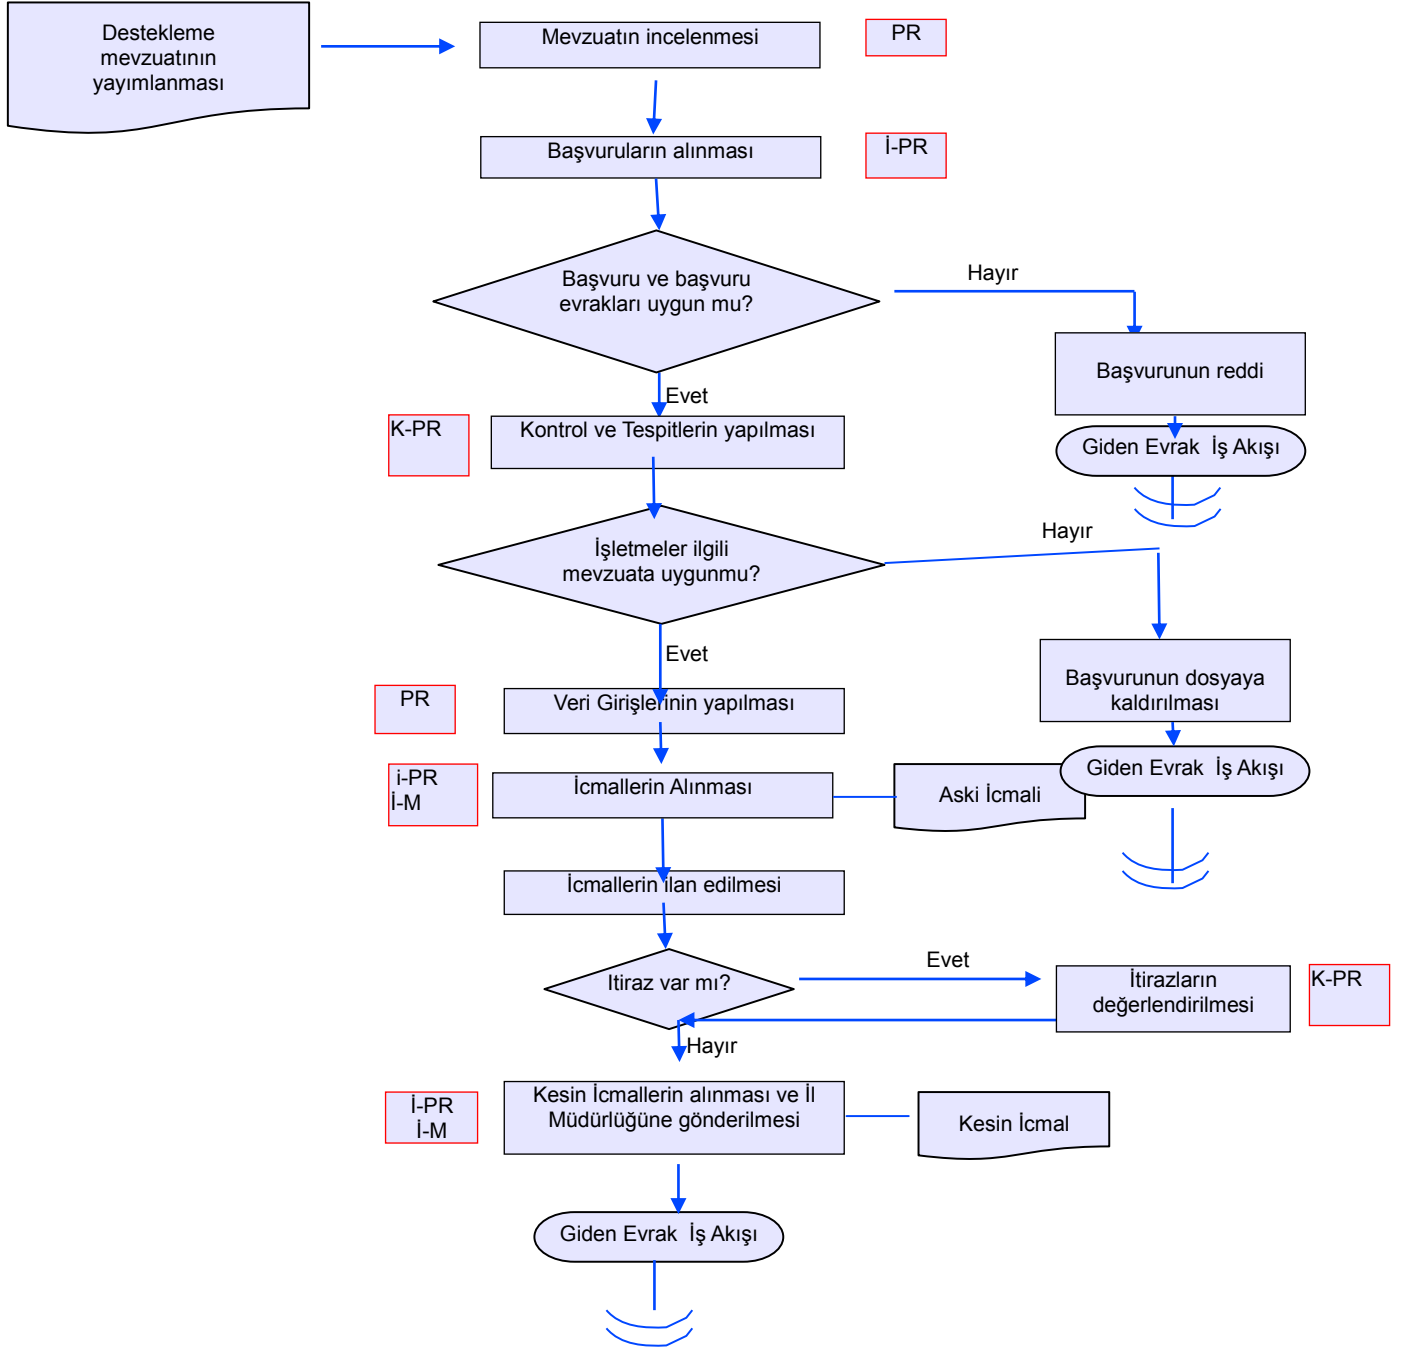 Destekleme
mevzuatının
yayımlanması
Mevzuatın incelenmesi
PR
Başvuruların alınması
İ-PR
Başvuru ve başvuru
evrakları uygun mu?
Hayır
Başvurunun reddi
Evet
K-PR
Kontrol ve Tespitlerin yapılması
Giden Evrak İş Akışı
İşletmeler ilgili
mevzuata uygunmu?
Hayır
Evet
Başvurunun dosyaya
kaldırılması
PR
Veri Girişlerinin yapılması
i-PR
İ-M
İcmallerin Alınması
Aski İcmali
Giden Evrak İş Akışı
İcmallerin ilan edilmesi
Itiraz var mı?
Evet
İtirazların
değerlendirilmesi
K-PR
Hayır
İ-PR
İ-M
Kesin İcmallerin alınması ve İl
Müdürlüğüne gönderilmesi
Kesin İcmal
Giden Evrak İş Akışı